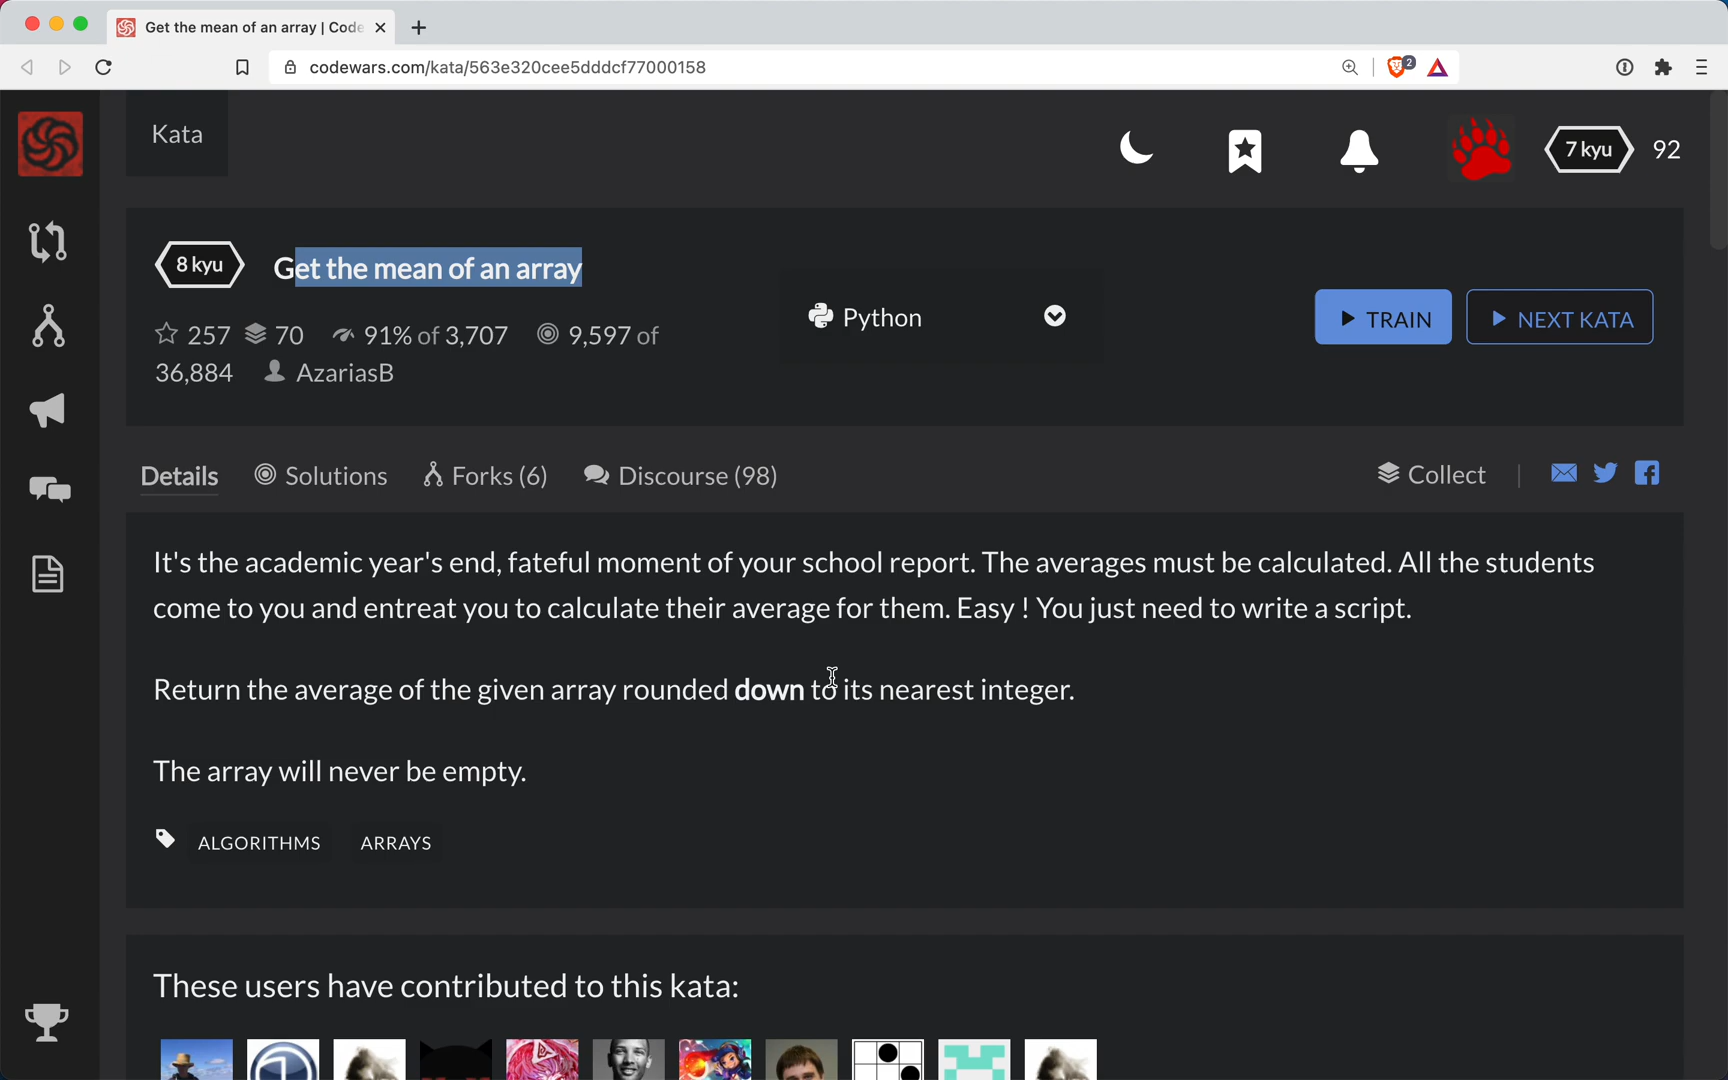 Get the mean of an array | Code
codewars.com/kata/563e320cee5dddcf77000158
2
Kata
7 kyu
92
8 kyu
Get the mean of an array
Python
TRAIN
NEXT KATA
257 70 91% of 3,707 9,597 of
36,884 AzariasB
Details Solutions Forks (6) Discourse (98)
Collect
It's the academic year's end, fateful moment of your school report. The averages must be calculated. All the students
come to you and entreat you to calculate their average for them. Easy ! You just need to write a script.
Return the average of the given array rounded down to its nearest integer.
The array will never be empty.
ALGORITHMS ARRAYS
These users have contributed to this kata: